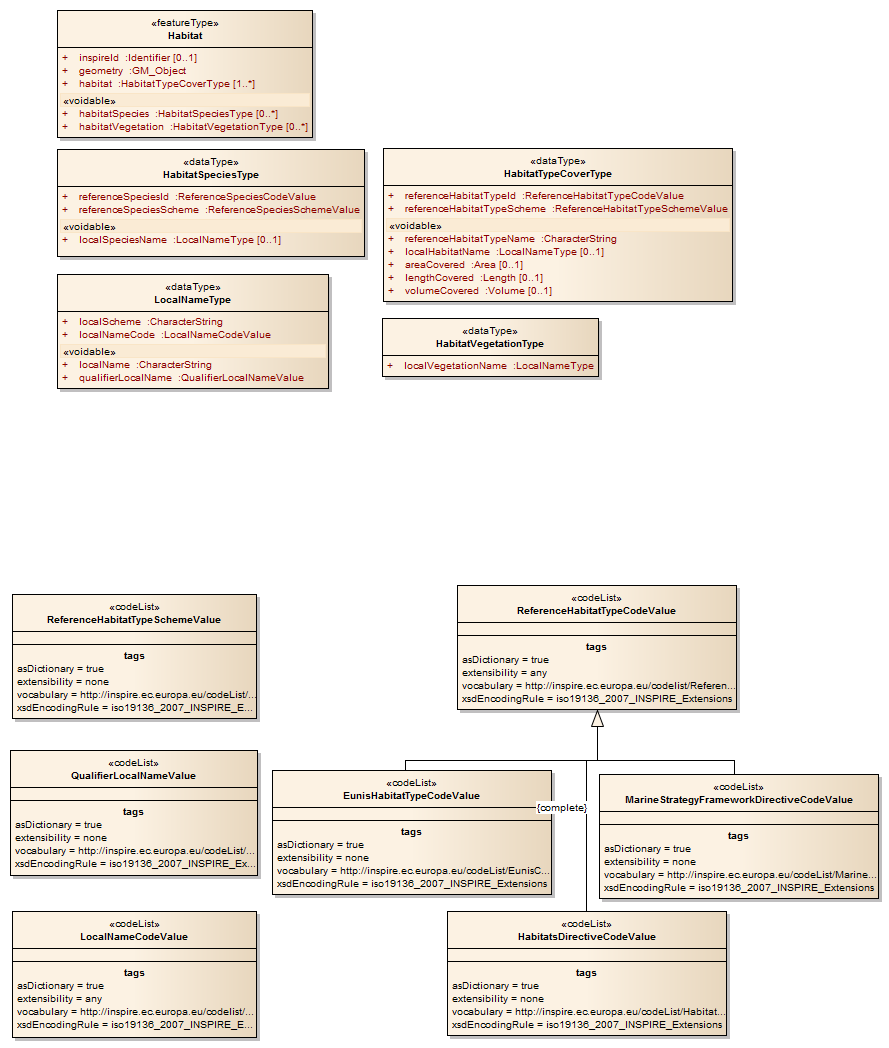 «featureType»
Habitat
+ inspireId :Identifier [0..1]
+ geometry :GM_Object
+ habitat :HabitatTypeCoverType [1..*]
«voidable»
+ habitatSpecies :HabitatSpeciesType [0..*]
+ habitatVegetation :HabitatVegetationType [0..*]
«dataType»
HabitatSpeciesType
+ referenceSpeciesId :ReferenceSpeciesCodeValue
+ referenceSpeciesScheme :ReferenceSpeciesSchemeValue
«voidable»
+ localSpeciesName :LocalNameType [0..1]
«dataType»
HabitatTypeCoverType
+ referenceHabitatTypeId :ReferenceHabitatTypeCodeValue
+ referenceHabitatTypeScheme :ReferenceHabitatTypeSchemeValue
«voidable»
+ referenceHabitatTypeName :CharacterString
+ localHabitatName :LocalNameType [0..1]
+ areaCovered :Area [0..1]
+ lengthCovered :Length [0..1]
+ volumeCovered :Volume [0..1]
«dataType»
LocalNameType
+ localScheme :CharacterString
+ localNameCode :LocalNameCodeValue
«voidable»
+ localName :CharacterString
+ qualifierLocalName :QualifierLocalNameValue
«dataType»
HabitatVegetationType
+ localVegetationName :LocalNameType
«codeList»
ReferenceHabitatTypeSchemeValue
tags
asDictionary = true
extensibility = none
vocabulary = http://inspire.ec.europa.eu/codeList/...
xsdEncodingRule = iso19136_2007_INSPIRE_E...
«codeList»
ReferenceHabitatTypeCodeValue
tags
asDictionary = true
extensibility = any
vocabulary = http://inspire.ec.europa.eu/codelist/Referen...
xsdEncodingRule = iso19136_2007_INSPIRE_Extensions
«codeList»
QualifierLocalNameValue
tags
asDictionary = true
extensibility = none
vocabulary = http://inspire.ec.europa.eu/codeList/...
xsdEncodingRule = iso19136_2007_INSPIRE_Ex...
«codeList»
EunisHabitatTypeCodeValue
tags
asDictionary = true
extensibility = none
vocabulary = http://inspire.ec.europa.eu/codeList/EunisC...
xsdEncodingRule = iso19136_2007_INSPIRE_Extensions
{complete}
«codeList»
MarineStrategyFrameworkDirectiveCodeValue
tags
asDictionary = true
extensibility = none
vocabulary = http://inspire.ec.europa.eu/codeList/Marine...
xsdEncodingRule = iso19136_2007_INSPIRE_Extensions
«codeList»
LocalNameCodeValue
tags
asDictionary = true
extensibility = any
vocabulary = http://inspire.ec.europa.eu/codelist/...
xsdEncodingRule = iso19136_2007_INSPIRE_E...
«codeList»
HabitatsDirectiveCodeValue
tags
asDictionary = true
extensibility = none
vocabulary = http://inspire.ec.europa.eu/codeList/Habitat...
xsdEncodingRule = iso19136_2007_INSPIRE_Extensions